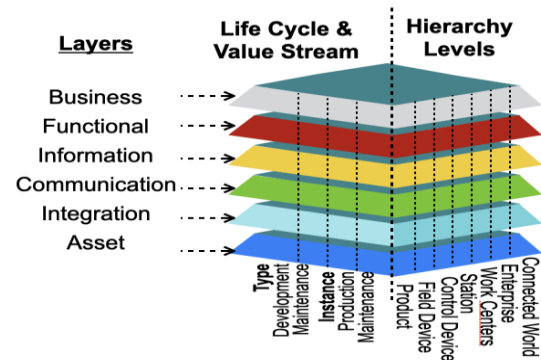 Layers
Life Cycle &
Value Stream
Hierarchy
Levels
Business
Functional
Information
Communication
Integration
Asset
Type
Development
Maintenance
Instance
Production
Maintenance
Product
Field Device
Control Device
Station
Work Centers
Enterprise
Connected World